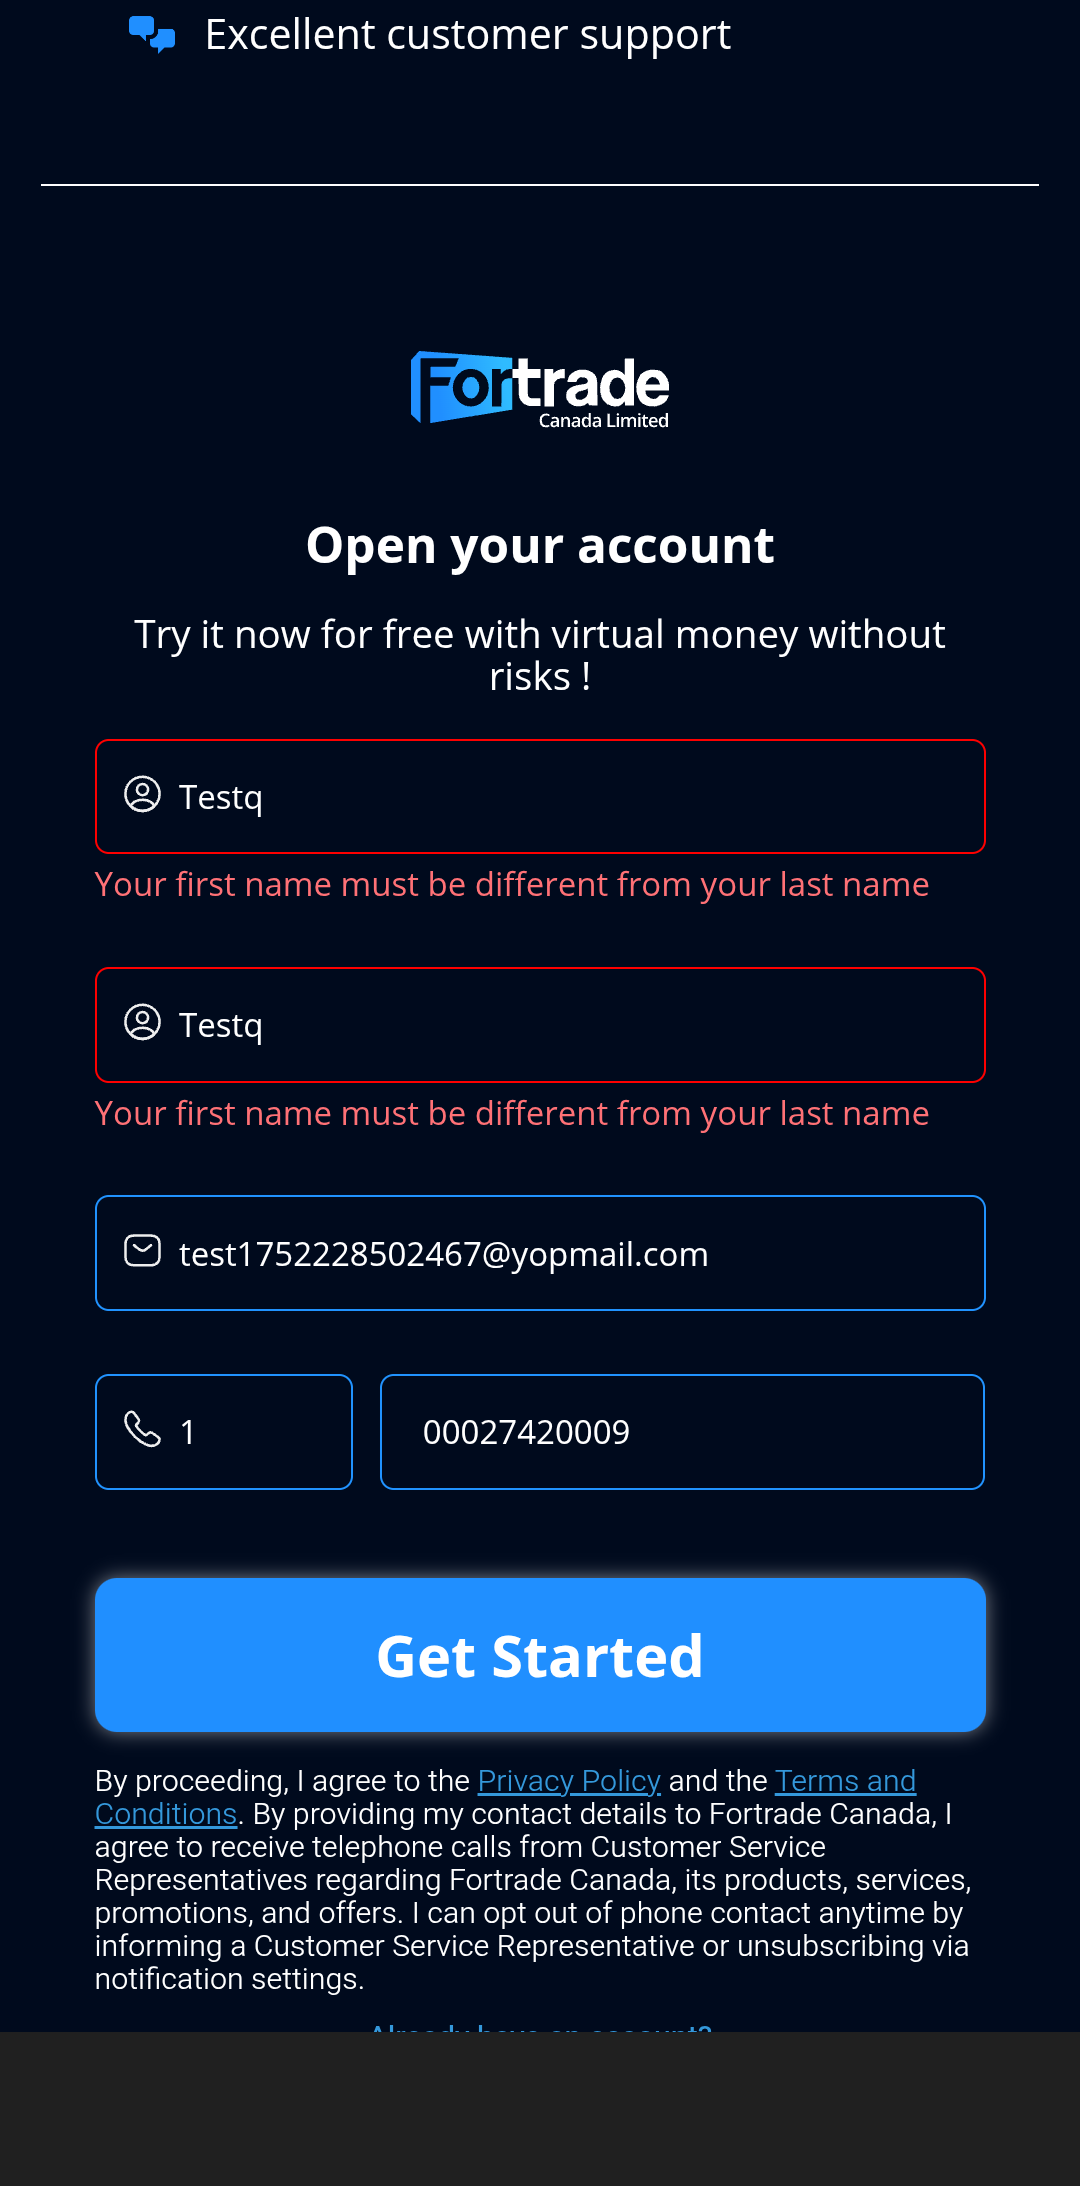 Excellent customer support
Fortrade
Canada Limited
Open your account
Try it now for free with virtual money without
risks !
Testq
Your first name must be different from your last name
Testq
Your first name must be different from your last name
test1752228502467@yopmail.com
1
00027420009
Get Started
By proceeding, I agree to the Privacy Policy and the Terms and
Conditions. By providing my contact details to Fortrade Canada, I
agree to receive telephone calls from Customer Service
Representatives regarding Fortrade Canada, its products, services,
promotions, and offers. I can opt out of phone contact anytime by
informing a Customer Service Representative or unsubscribing via
notification settings.
Already have an account?